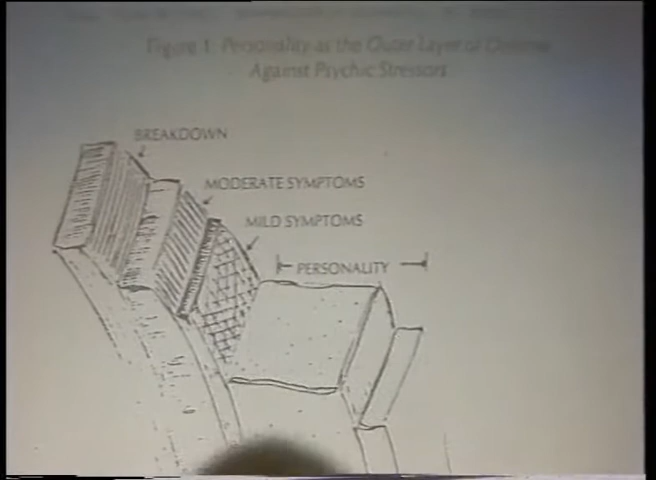 Figure 1. Personality as the Outer Layer of Defense
Against Psychic Stressors
BREAKDOWN
MODERATE SYMPTOMS
MILD SYMPTOMS
PERSONALITY